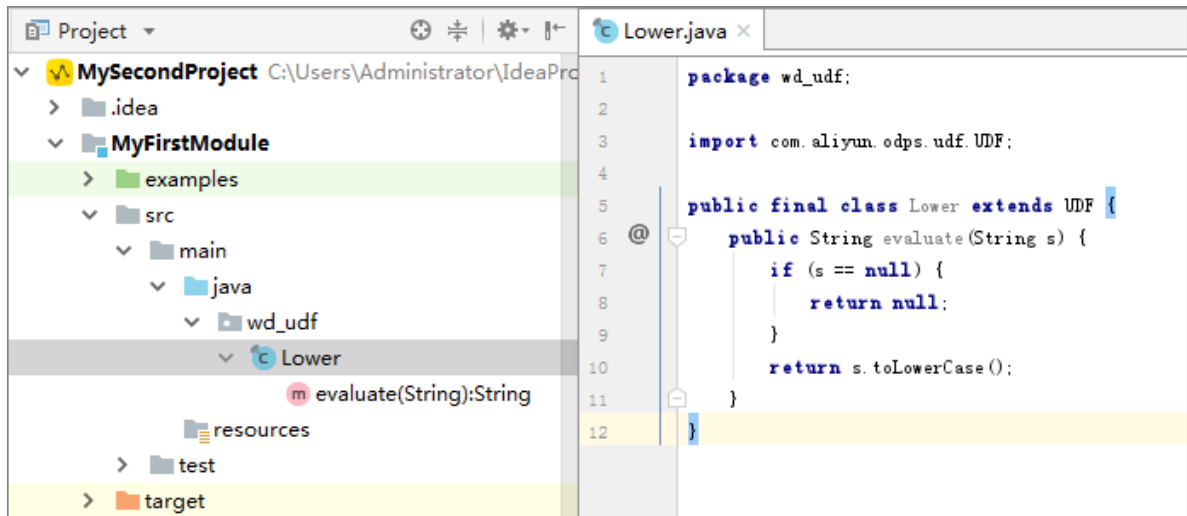 Project
MySecondProject C:\Users\Administrator\IdeaPro
.idea
MyFirstModule
examples
src
main
java
wd_udf
Lower
evaluate(String):String
resources
test
target
Lower.java
1 package wd_udf;
2
3 import com.aliyun.odps.udf.UDF;
4
5 public final class Lower extends UDF {
6 @ public String evaluate(String s) {
7 if (s == null) {
8 return null;
9 }
10 return s.toLowerCase();
11 }
12 }